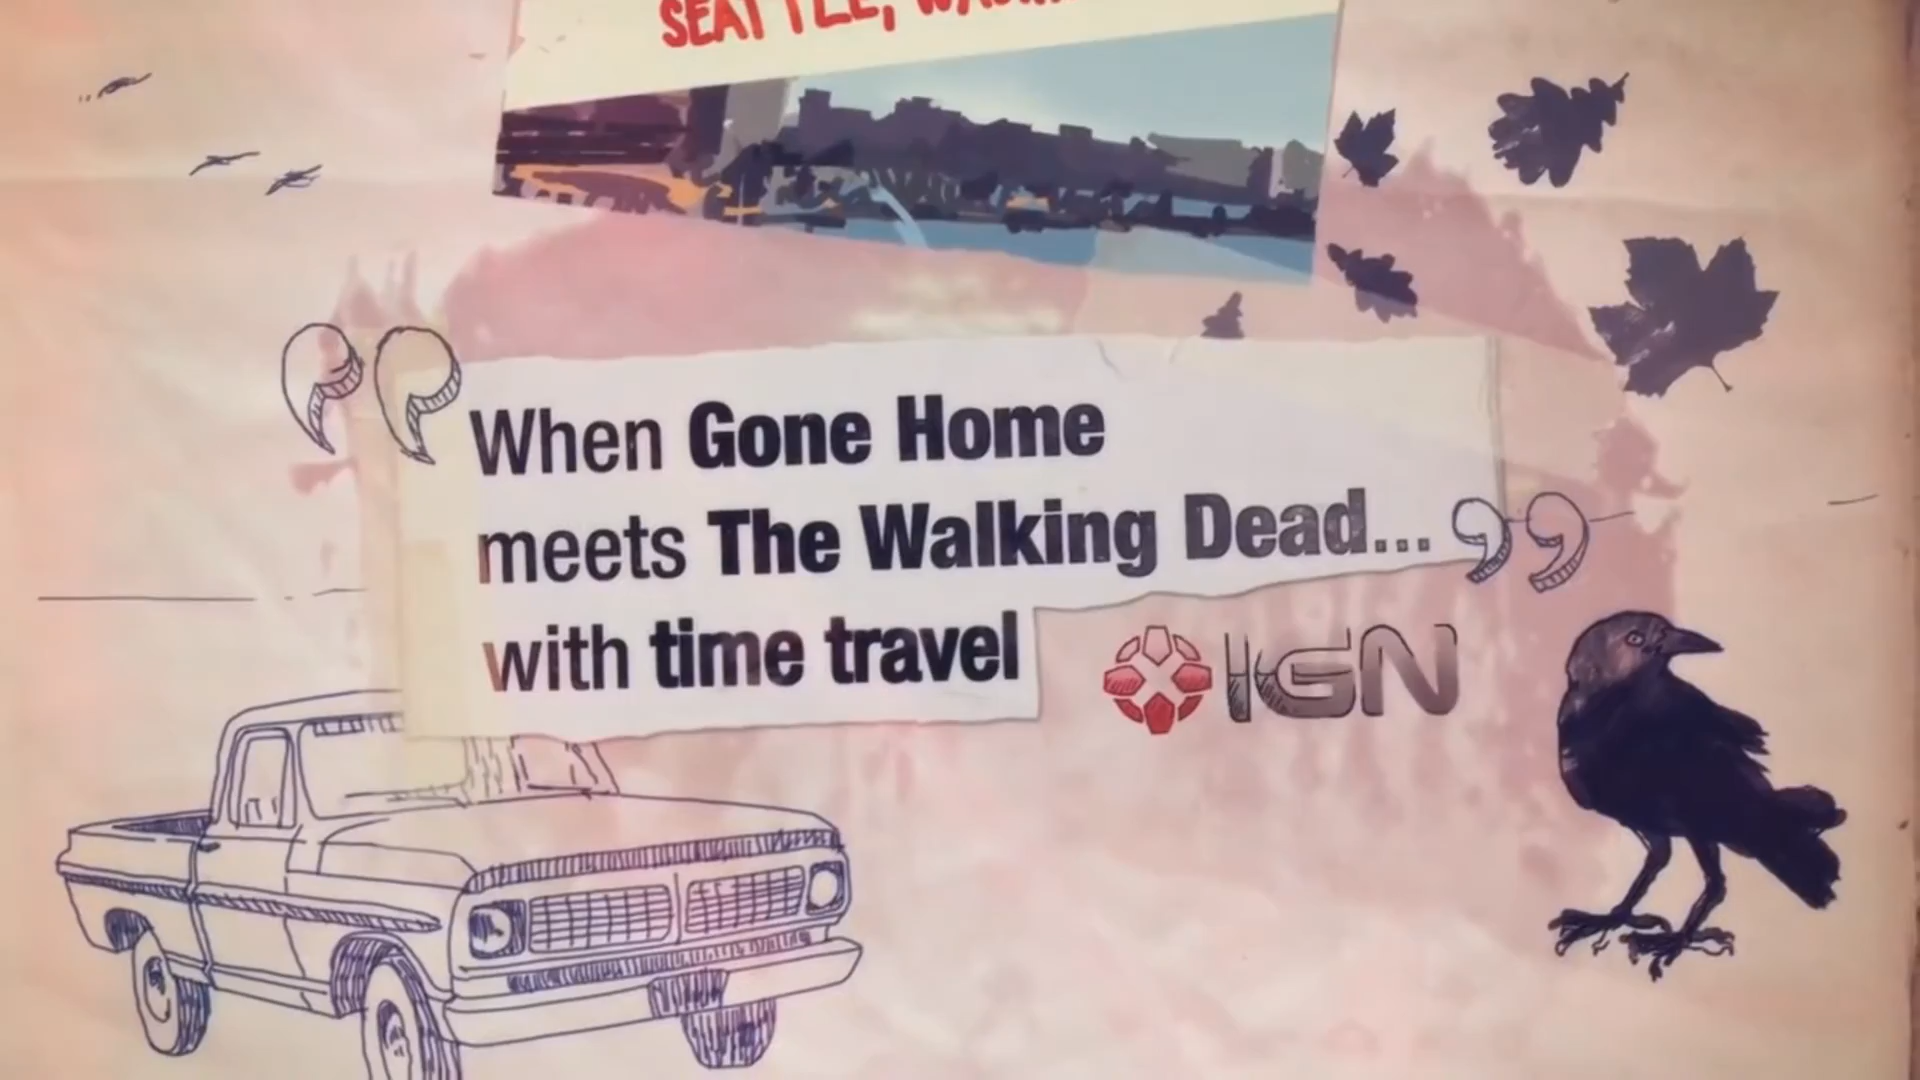 SEATTLE,
“When Gone Home
meets The Walking Dead...”
with time travel
IGN